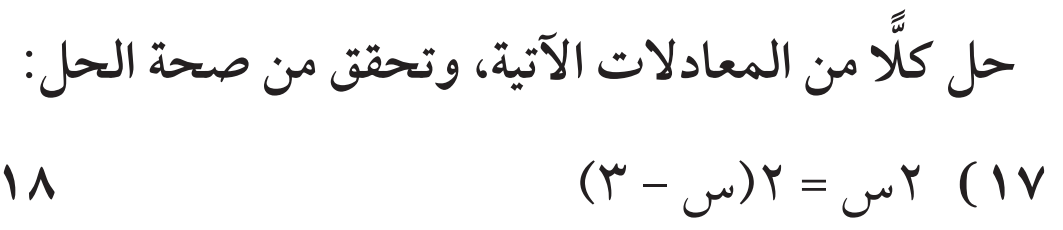 حل كلًّا من المعادلات الآتية، وتحقق من صحة الحل:
١٧) ٢س = ٢(س − ٣) ١٨